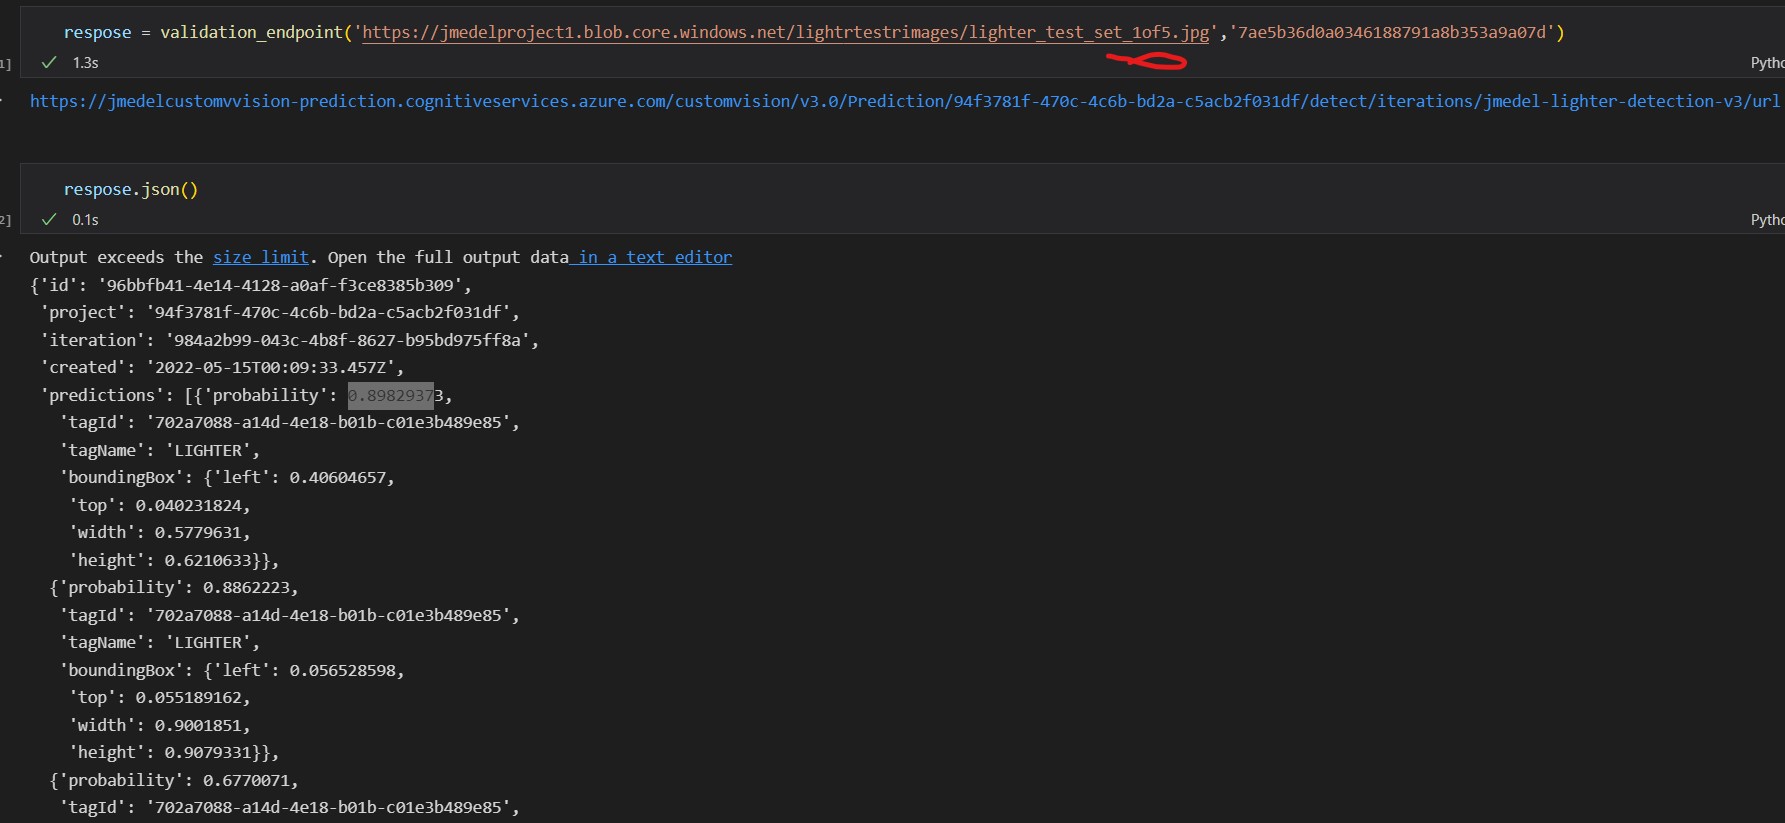 respose = validation_endpoint('https://jmedelproject1.blob.core.windows.net/lightrtestrimages/lighter_test_set_1of5.jpg','7ae5b36d0a0346188791a8b353a9a07d')
1]
1.3s
Pytho
https://jmedelcustomvvision-prediction.cognitiveservices.azure.com/customvision/v3.0/Prediction/94f3781f-470c-4c6b-bd2a-c5acb2f031df/detect/iterations/jmedel-lighter-detection-v3/url
respose.json()
2]
0.1s
Pytho
Output exceeds the size limit. Open the full output data in a text editor
{'id': '96bbfb41-4e14-4128-a0af-f3ce8385b309',
'project': '94f3781f-470c-4c6b-bd2a-c5acb2f031df',
'iteration': '984a2b99-043c-4b8f-8627-b95bd975ff8a',
'created': '2022-05-15T00:09:33.457Z',
'predictions': [{'probability': 0.89829373,
'tagId': '702a7088-a14d-4e18-b01b-c01e3b489e85',
'tagName': 'LIGHTER',
'boundingBox': {'left': 0.40604657,
'top': 0.040231824,
'width': 0.5779631,
'height': 0.6210633}},
{'probability': 0.8862223,
'tagId': '702a7088-a14d-4e18-b01b-c01e3b489e85',
'tagName': 'LIGHTER',
'boundingBox': {'left': 0.056528598,
'top': 0.055189162,
'width': 0.9001851,
'height': 0.9079331}},
{'probability': 0.6770071,
'tagId': '702a7088-a14d-4e18-b01b-c01e3b489e85',